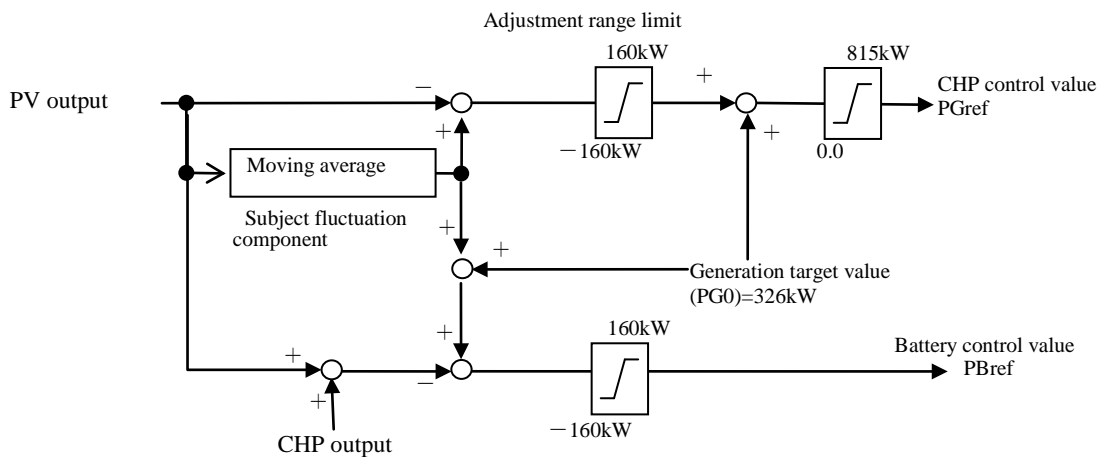 Adjustment range limit
160kW
815kW
PV output
−
+
CHP control value
PGref
+
+
−160kW
0.0
Moving average
Subject fluctuation
component
+
+
Generation target value
(PG0)=326kW
+
160kW
Battery control value
PBref
+
−
+
−160kW
CHP output